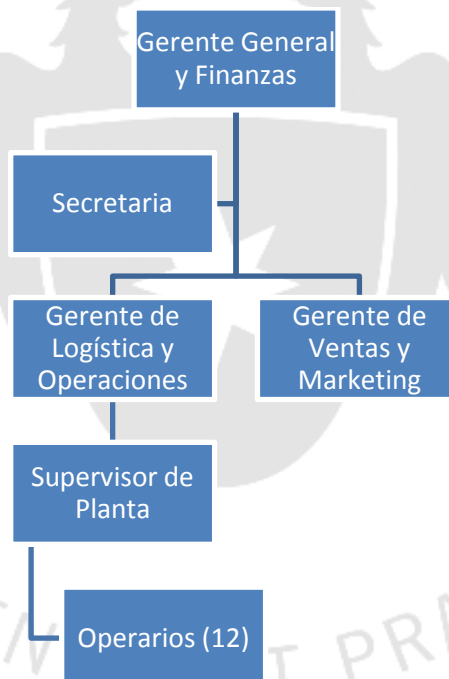 Gerente General
y Finanzas
Secretaria
Gerente de
Logística y
Operaciones
Gerente de
Ventas y
Marketing
Supervisor de
Planta
Operarios (12)